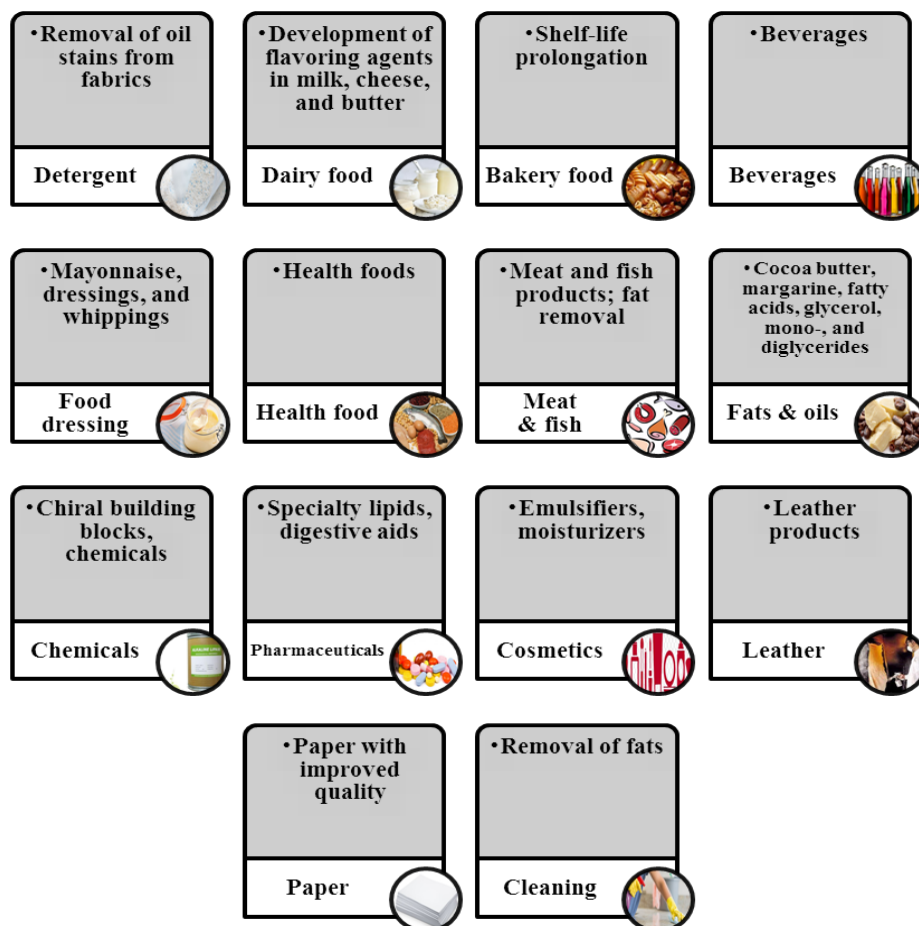 •Removal of oil
stains from
fabrics
Detergent
•Development of
flavoring agents
in milk, cheese,
and butter
Dairy food
•Shelf-life
prolongation
Bakery food
•Beverages
Beverages
•Mayonnaise,
dressings, and
whippings
Food
dressing
•Health foods
Health food
•Meat and fish
products; fat
removal
Meat
& fish
•Cocoa butter,
margarine, fatty
acids, glycerol,
mono-, and
diglycerides
Fats & oils
•Chiral building
blocks,
chemicals
Chemicals
•Specialty lipids,
digestive aids
Pharmaceuticals
•Emulsifiers,
moisturizers
Cosmetics
•Leather
products
Leather
•Paper with
improved
quality
Paper
•Removal of fats
Cleaning